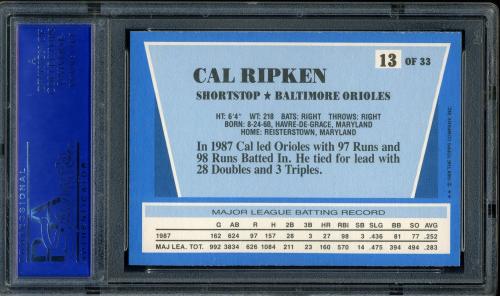 13 OF 33
CAL RIPKEN
SHORTSTOP ★ BALTIMORE ORIOLES
HT: 6'4" WT: 218 BATS: RIGHT THROWS: RIGHT
BORN: 8-24-60, HAVRE-DE-GRACE, MARYLAND
HOME: REISTERSTOWN, MARYLAND
In 1987 Cal led Orioles with 97 Runs and
98 Runs Batted In. He tied for lead with
28 Doubles and 3 Triples.
MAJOR LEAGUE BATTING RECORD
G AB R H 2B 3B HR RBI SB SLG BB SO AVG
1987 162 624 97 157 28 3 27 98 3 .436 81 77 .252
MAJ LEA. TOT. 992 3834 626 1084 211 23 160 570 14 .475 394 494 .283
PSA